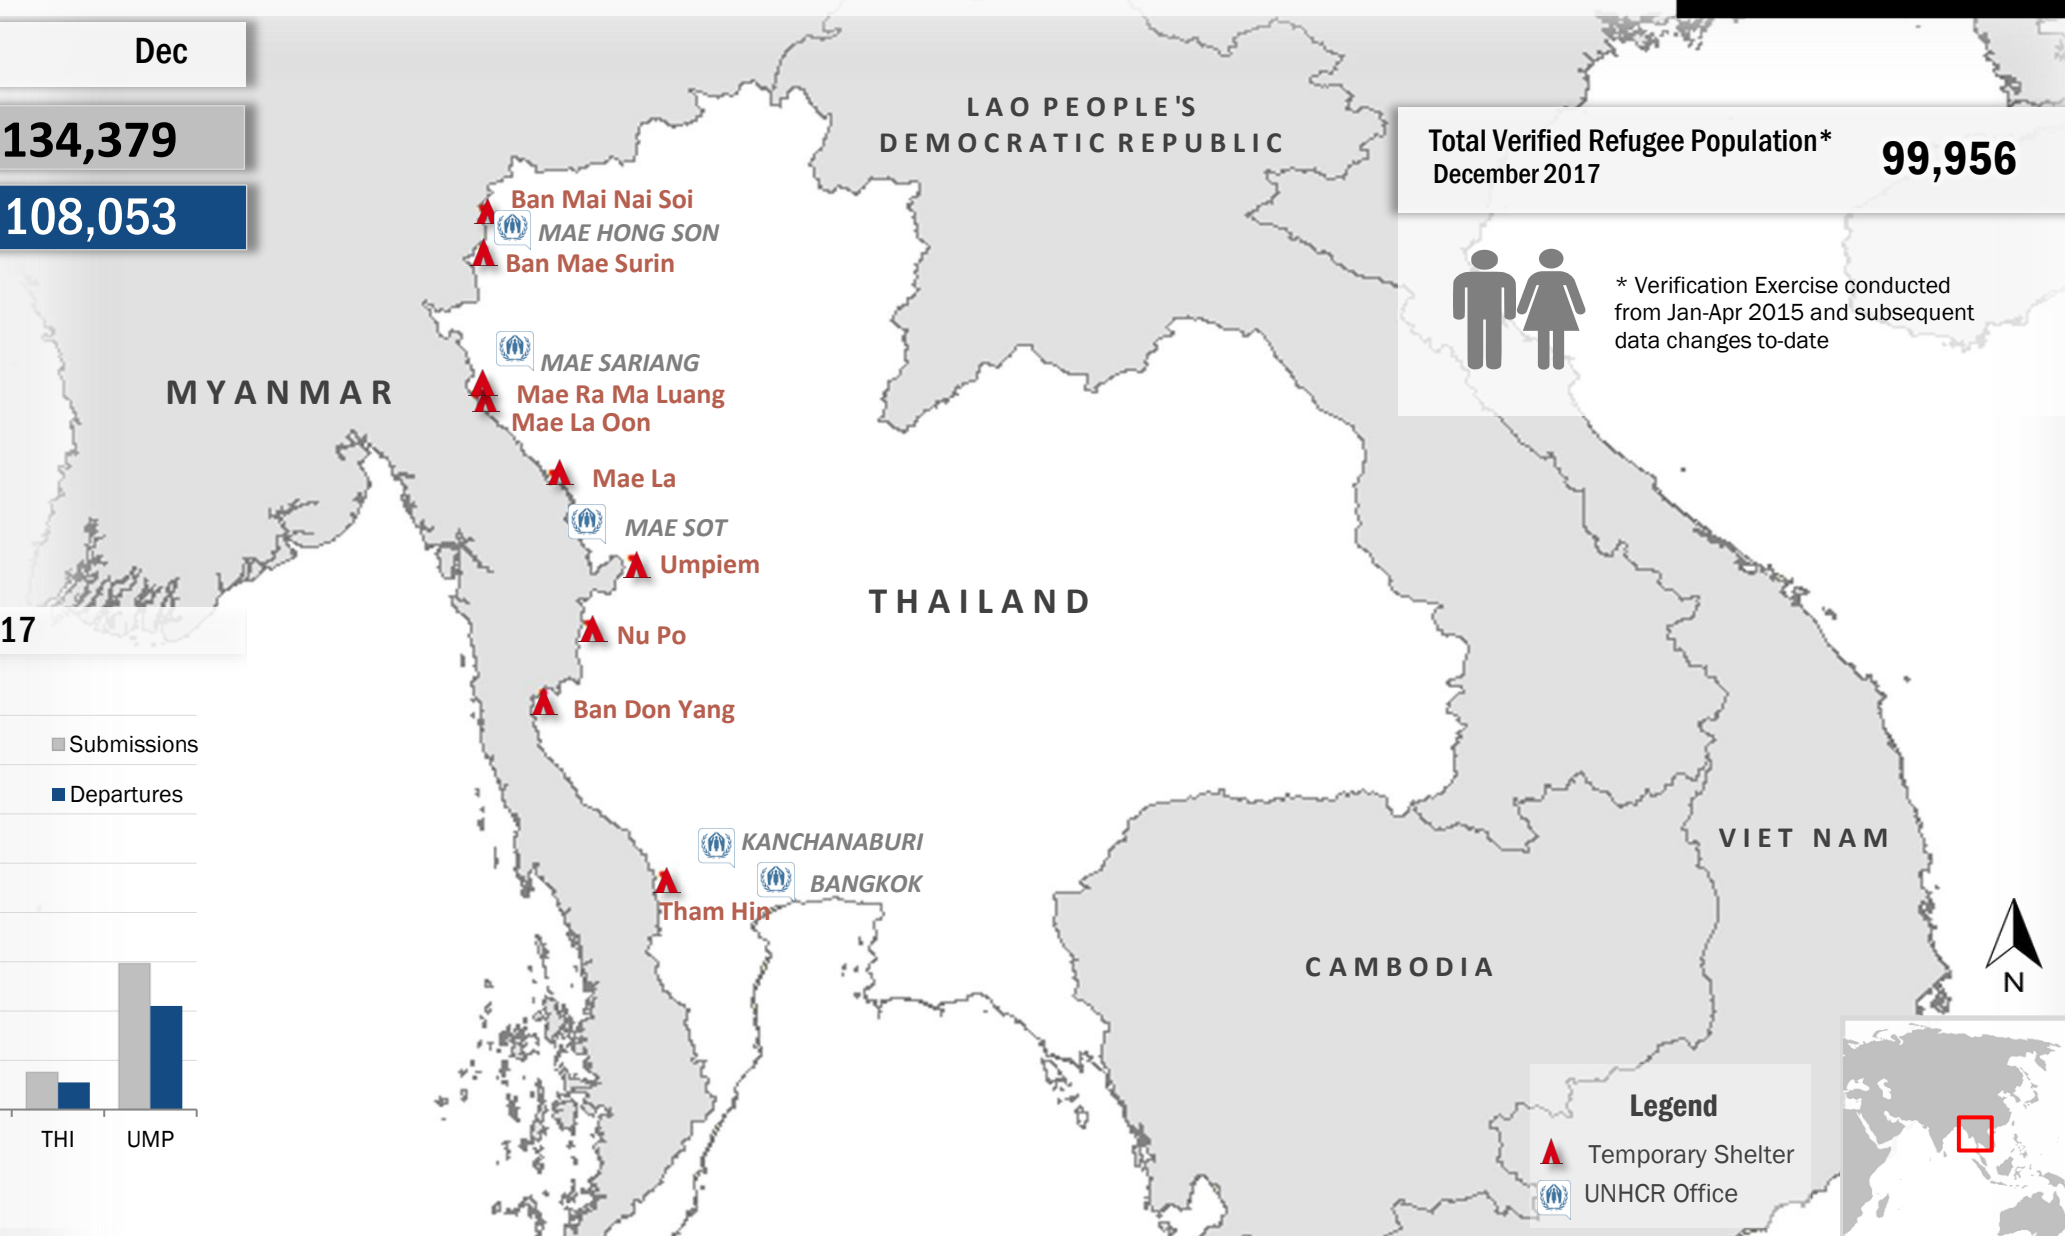 Dec
134,379
108,053
LAO PEOPLE'S
DEMOCRATIC REPUBLIC
Total Verified Refugee Population*
December 2017
99,956
* Verification Exercise conducted
from Jan-Apr 2015 and subsequent
data changes to-date
Ban Mai Nai Soi
MAE HONG SON
Ban Mae Surin
MAE SARIANG
MYANMAR
Mae Ra Ma Luang
Mae La Oon
Mae La
MAE SOT
Umpiem
THAILAND
Nu Po
17
Ban Don Yang
Submissions
Departures
KANCHANABURI
VIET NAM
BANGKOK
Tham Hin
CAMBODIA
N
THI
UMP
Legend
Temporary Shelter
UNHCR Office